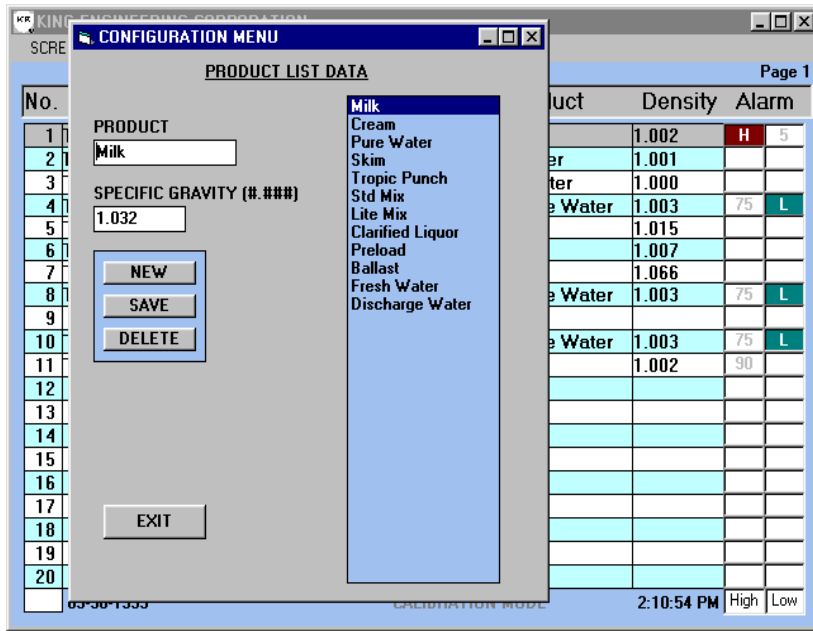 KING ENGINEERING CORPORATION
SCRE
CONFIGURATION MENU
PRODUCT LIST DATA
Page 1
No.
uct Density Alarm
PRODUCT
Milk
SPECIFIC GRAVITY (#.###)
1.032
NEW
SAVE
DELETE
EXIT
Milk
Cream
Pure Water
Skim
Tropic Punch
Std Mix
Lite Mix
Clarified Liquor
Preload
Ballast
Fresh Water
Discharge Water
1 1.002 H 5
2 er 1.001
3 ter 1.000
4 e Water 1.003 75 L
5 1.015
6 1.007
7 1.066
8 e Water 1.003 75 L
9
10 e Water 1.003 75 L
11 1.002 90
12
13
14
15
16
17
18
19
20
CALIBRATION MODE 2:10:54 PM High Low